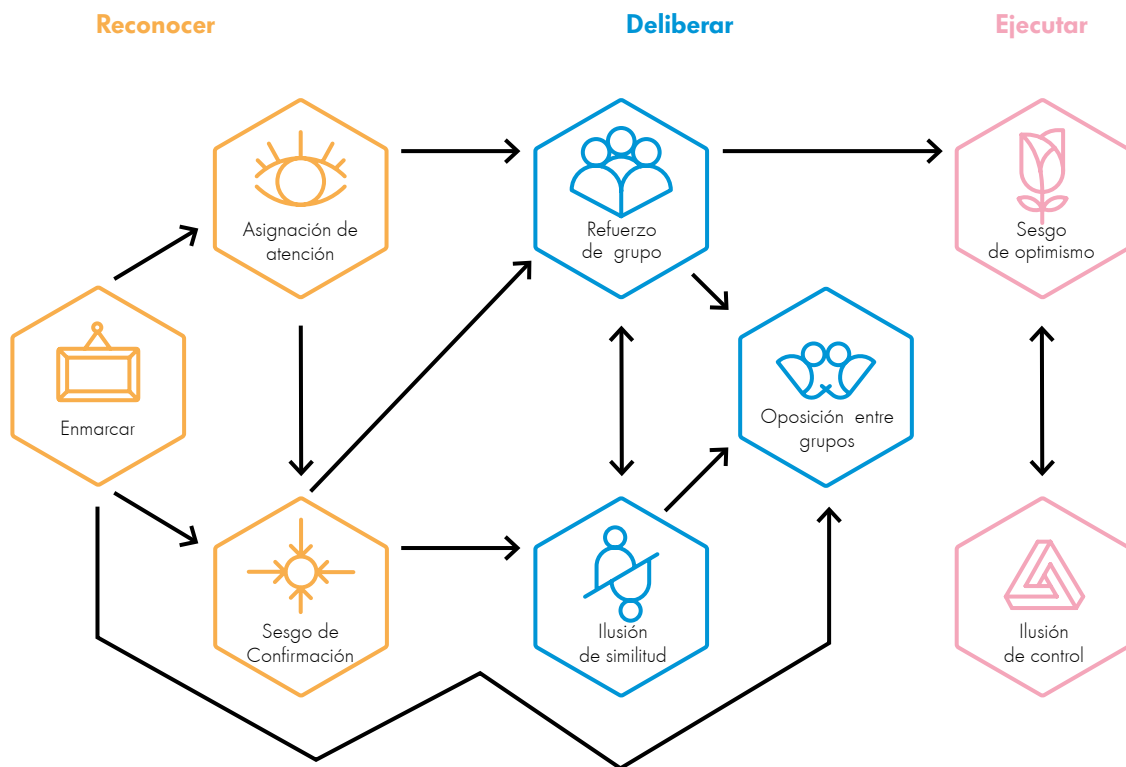 Reconocer
Deliberar
Ejecutar
Asignación de
atención
Refuerzo
de grupo
Sesgo
de optimismo
Enmarcar
Oposición entre
grupos
Sesgo de
Confirmación
Ilusión
de similitud
Ilusión
de control